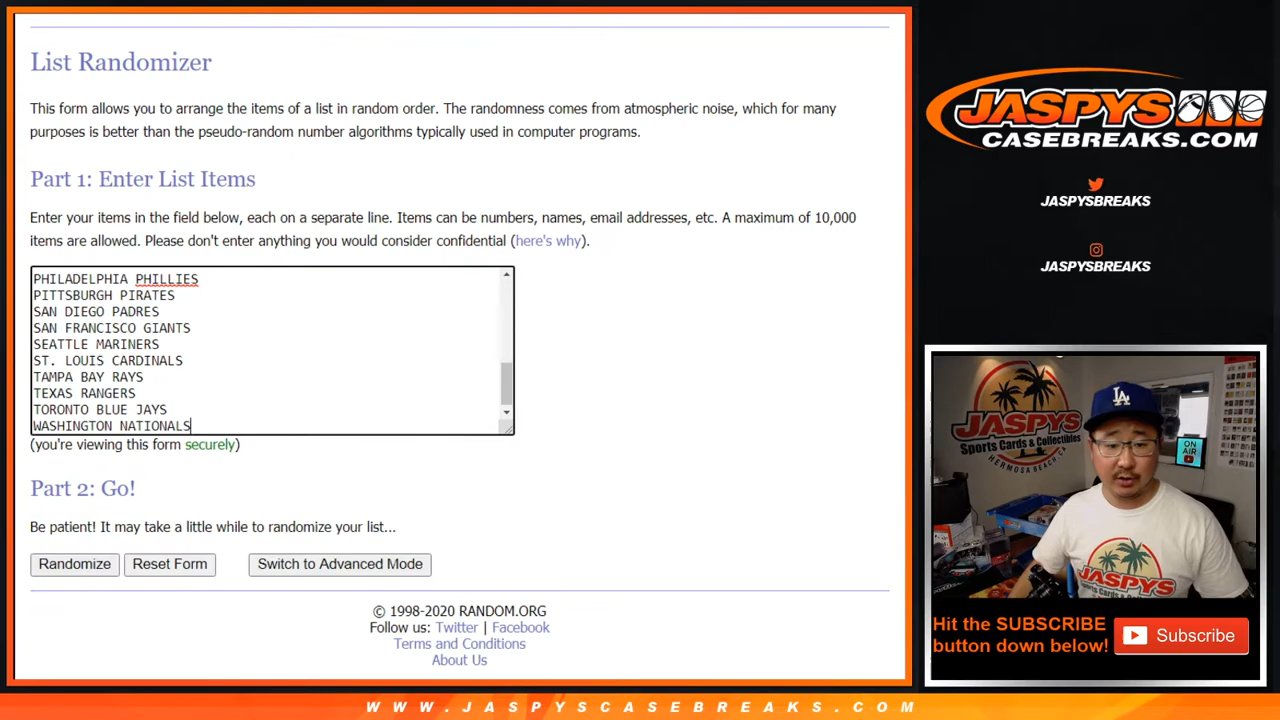 List Randomizer
This form allows you to arrange the items of a list in random order. The randomness comes from atmospheric noise, which for many
purposes is better than the pseudo-random number algorithms typically used in computer programs.
Part 1: Enter List Items
Enter your items in the field below, each on a separate line. Items can be numbers, names, email addresses, etc. A maximum of 10,000
items are allowed. Please don't enter anything you would consider confidential (here's why).
PHILADELPHIA PHILLIES
PITTSBURGH PIRATES
SAN DIEGO PADRES
SAN FRANCISCO GIANTS
SEATTLE MARINERS
ST. LOUIS CARDINALS
TAMPA BAY RAYS
TEXAS RANGERS
TORONTO BLUE JAYS
WASHINGTON NATIONALS
(you're viewing this form securely)
Part 2: Go!
Be patient! It may take a little while to randomize your list...
Randomize
Reset Form
Switch to Advanced Mode
© 1998-2020 RANDOM.ORG
Follow us: Twitter | Facebook
Terms and Conditions
About Us
JASPYS
CASEBREAKS.COM
JASPYSBREAKS
JASPYSBREAKS
JASPYS
Sports Cards & Collectibles
HERMOSA BEACH, CA
LA
ON
AIR
JASPYS
Hit the SUBSCRIBE
button down below!
Subscribe
WWW.JASPYSCASEBREAKS.COM